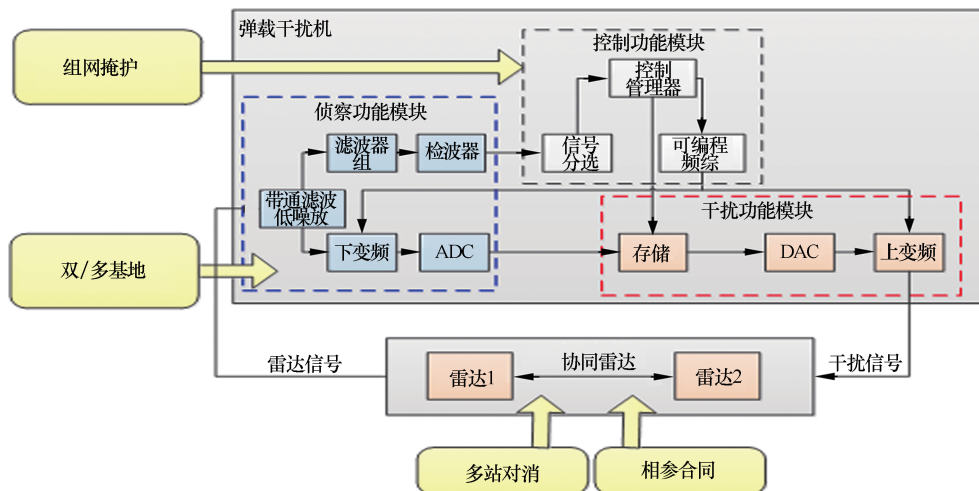 弹载干扰机
组网掩护
控制功能模块
控制
管理器
侦察功能模块
滤波器
组
检波器
信号
分选
可编程
频综
带通滤波
低噪放
干扰功能模块
双/多基地
下变频
ADC
存储
DAC
上变频
雷达信号
协同雷达
干扰信号
雷达1
雷达2
多站对消
相参合同